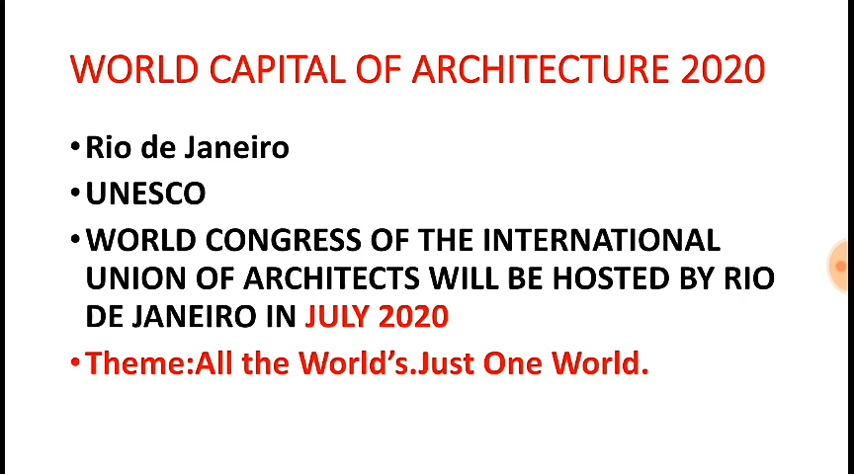 WORLD CAPITAL OF ARCHITECTURE 2020
•Rio de Janeiro
•UNESCO
•WORLD CONGRESS OF THE INTERNATIONAL
UNION OF ARCHITECTS WILL BE HOSTED BY RIO
DE JANEIRO IN JULY 2020
•Theme:All the World’s.Just One World.